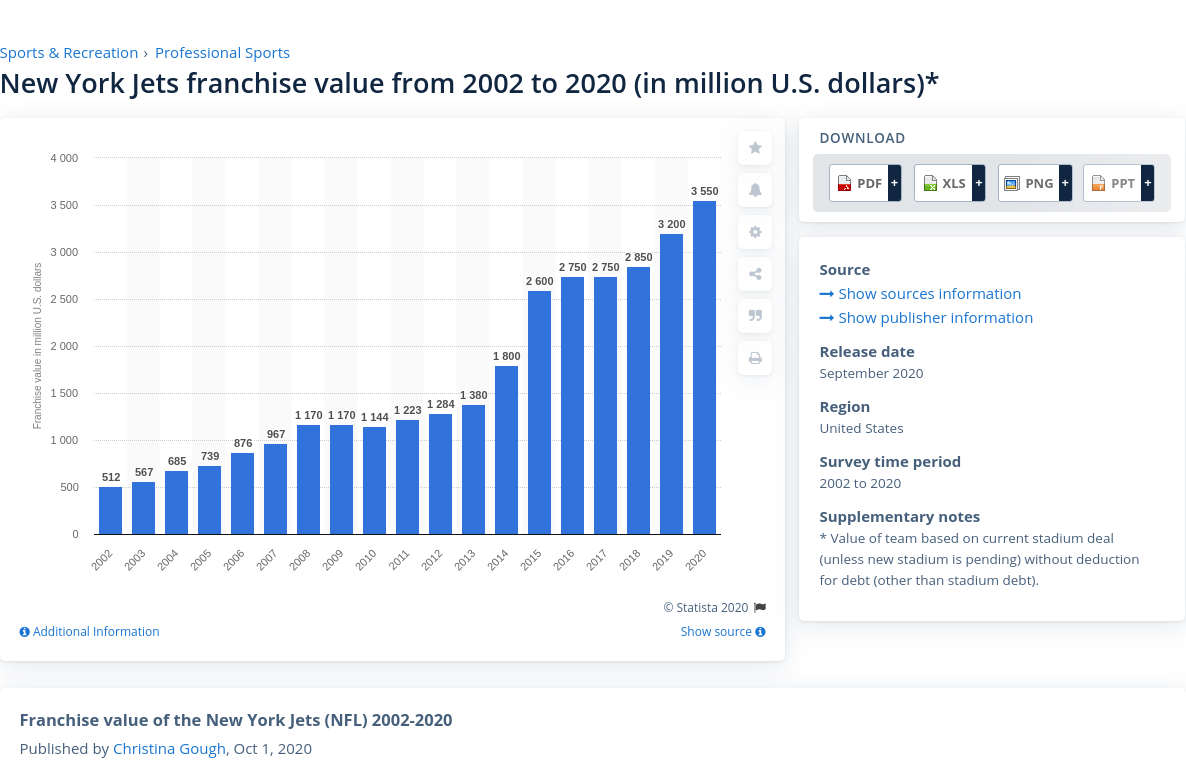 Sports & Recreation › Professional Sports
New York Jets franchise value from 2002 to 2020 (in million U.S. dollars)*
Franchise value in million U.S. dollars
4 000
3 500
3 000
2 500
2 000
1 500
1 000
500
0
512
567
685
739
876
967
1 170
1 170
1 144
1 223
1 284
1 380
1 800
2 600
2 750
2 750
2 850
3 200
3 550
2002
2003
2004
2005
2006
2007
2008
2009
2010
2011
2012
2013
2014
2015
2016
2017
2018
2019
2020
© Statista 2020
Additional Information
Show source
DOWNLOAD
PDF +
XLS +
PNG +
PPT +
Source
Show sources information
Show publisher information
Release date
September 2020
Region
United States
Survey time period
2002 to 2020
Supplementary notes
* Value of team based on current stadium deal
(unless new stadium is pending) without deduction
for debt (other than stadium debt).
Franchise value of the New York Jets (NFL) 2002-2020
Published by Christina Gough, Oct 1, 2020